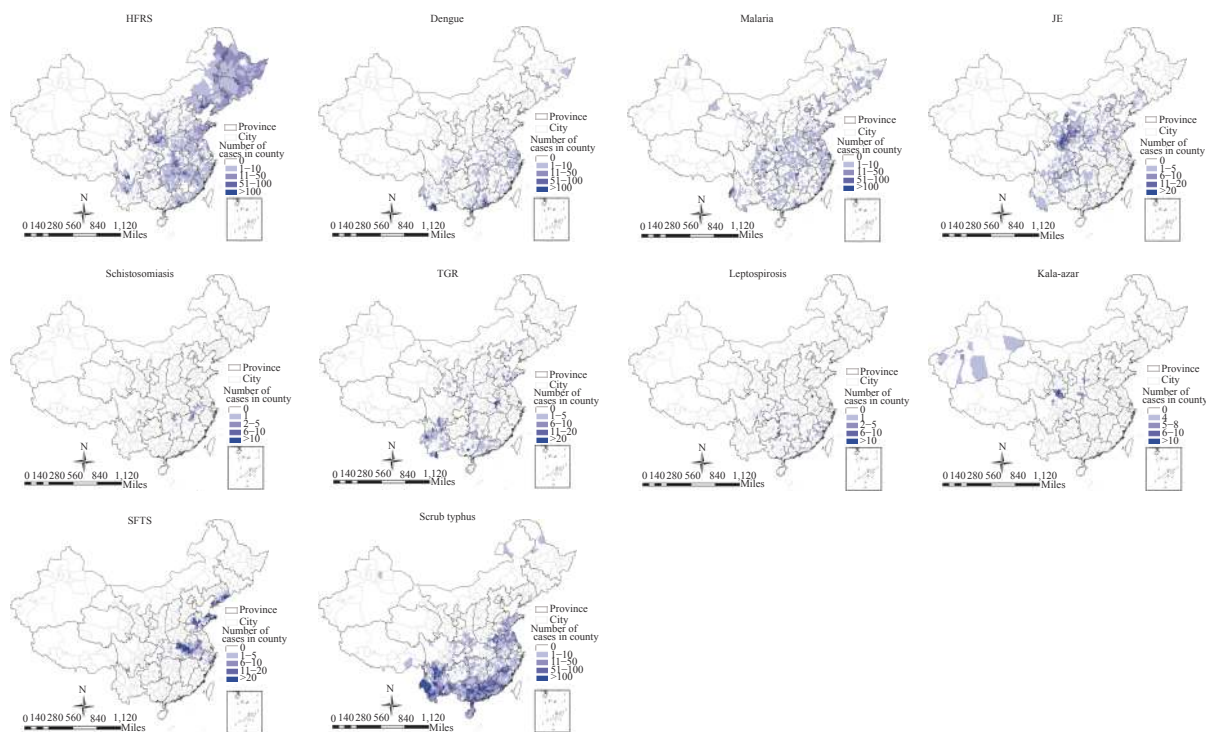 HFRS
Province
City
Number of
cases in county
0
1–10
11–50
51–100
>100
N
0 140 280 560 840 1,120
Miles
Dengue
Province
City
Number of
cases in county
0
1–10
11–50
51–100
>100
N
0 140 280 560 840 1,120
Miles
Malaria
Province
City
Number of
cases in county
0
1–10
11–50
51–100
>100
N
0 140 280 560 840 1,120
Miles
JE
Province
City
Number of
cases in county
0
1–5
6–10
11–20
>20
N
0 140 280 560 840 1,120
Miles
Schistosomiasis
Province
City
Number of
cases in county
0
1
2–5
6–10
>10
N
0 140 280 560 840 1,120
Miles
TGR
Province
City
Number of
cases in county
0
1–5
6–10
11–20
>20
N
0 140 280 560 840 1,120
Miles
Leptospirosis
Province
City
Number of
cases in county
0
1
2–5
6–10
>10
N
0 140 280 560 840 1,120
Miles
Kala-azar
Province
City
Number of
cases in county
0
4
5–8
6–10
>10
N
0 140 280 560 840 1,120
Miles
SFTS
Province
City
Number of
cases in county
0
1–5
6–10
11–20
>20
N
0 140 280 560 840 1,120
Miles
Scrub typhus
Province
City
Number of
cases in county
0
1–10
11–50
51–100
>100
N
0 140 280 560 840 1,120
Miles